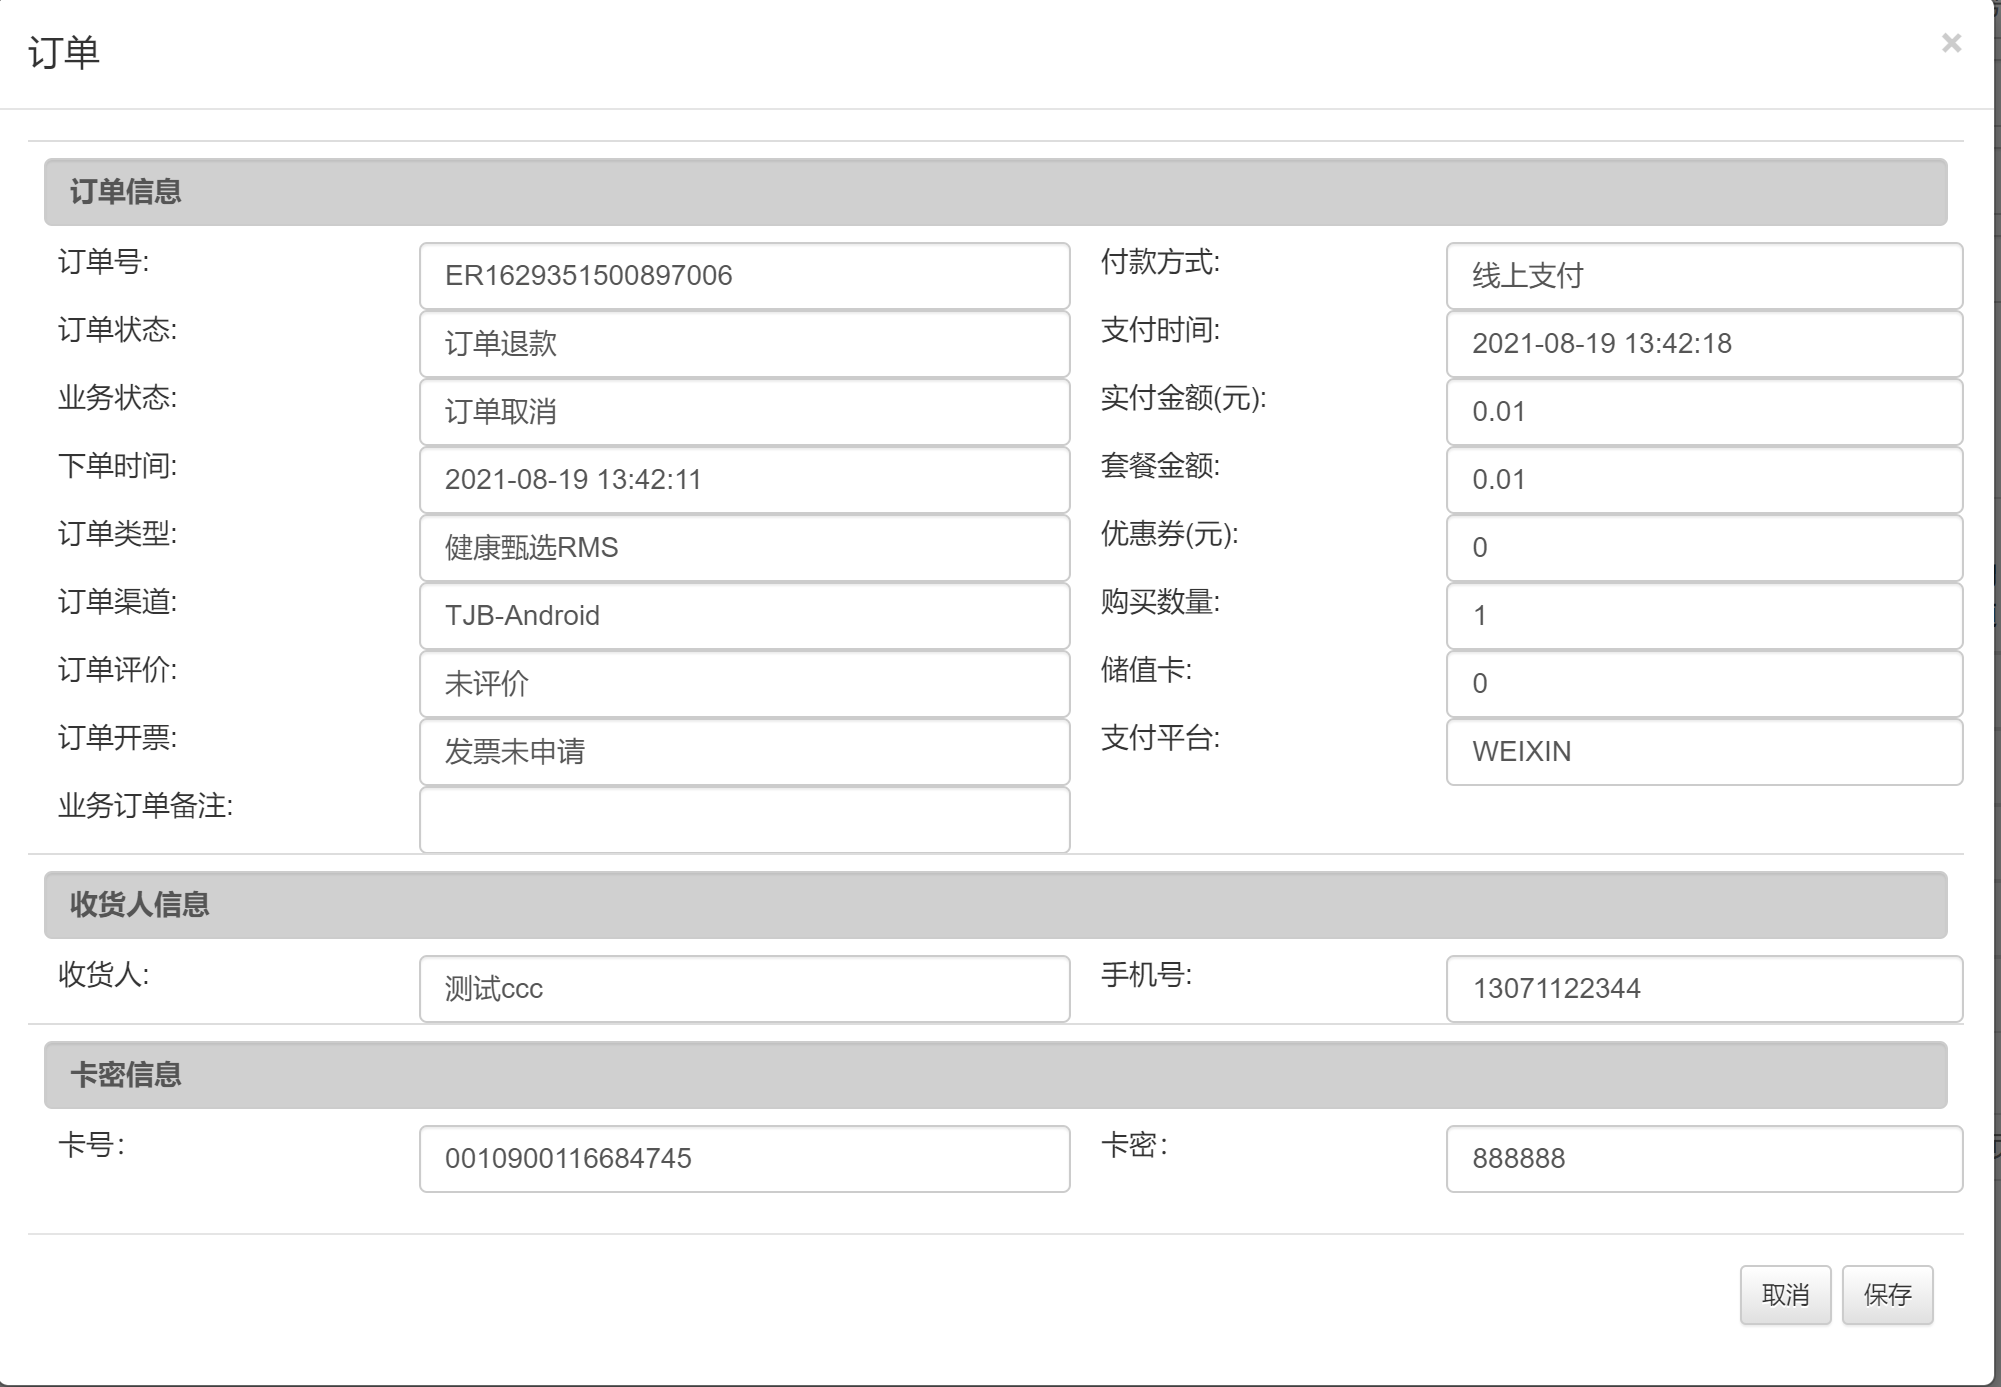 订单
×
订单信息
订单号: ER1629351500897006 付款方式: 线上支付
订单状态: 订单退款 支付时间: 2021-08-19 13:42:18
业务状态: 订单取消 实付金额(元): 0.01
下单时间: 2021-08-19 13:42:11 套餐金额: 0.01
订单类型: 健康甄选RMS 优惠券(元): 0
订单渠道: TJB-Android 购买数量: 1
订单评价: 未评价 储值卡: 0
订单开票: 发票未申请 支付平台: WEIXIN
业务订单备注:
收货人信息
收货人: 测试ccc 手机号: 13071122344
卡密信息
卡号： 0010900116684745 卡密： 888888
取消 保存